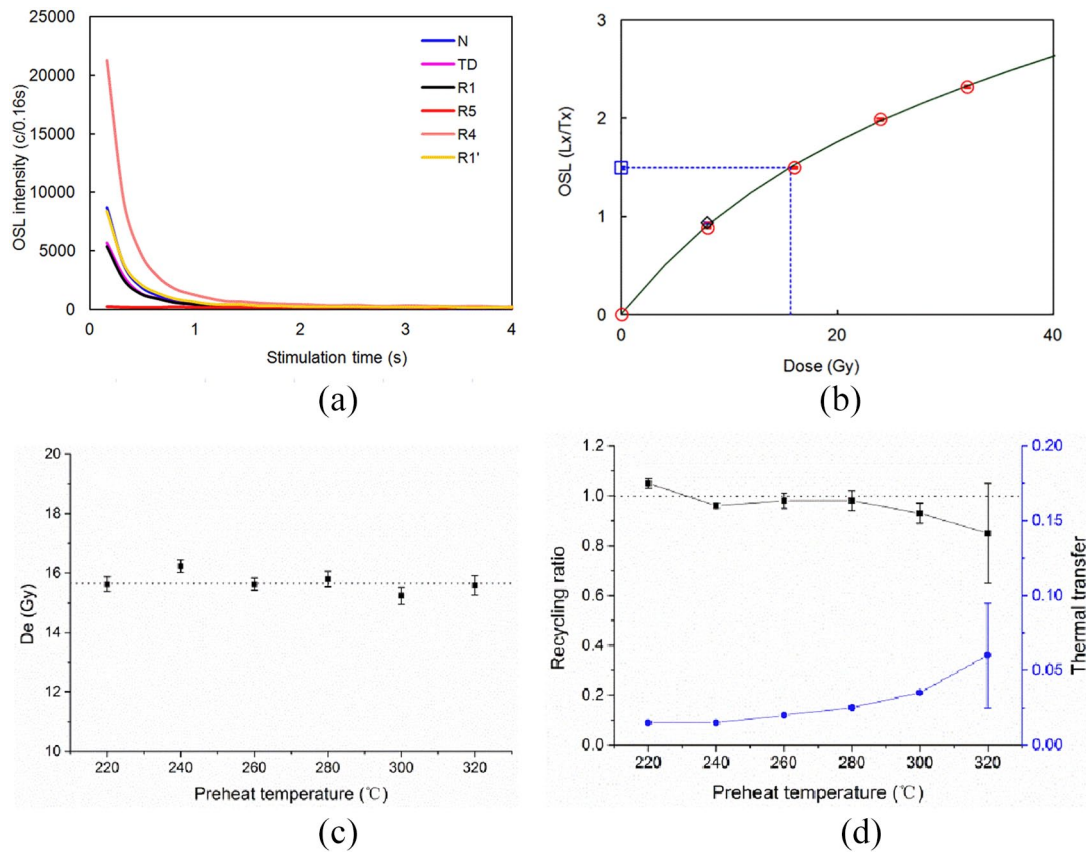 25000
20000
15000
10000
5000
0
OSL intensity (c/0.16s)
N
TD
R1
R5
R4
R1'
0 1 2 3 4
Stimulation time (s)
(a)
3
2
1
0
OSL (Lx/Tx)
0 20 40
Dose (Gy)
(b)
20
18
16
14
12
10
De (Gy)
220 240 260 280 300 320
Preheat temperature (℃)
(c)
1.2
1.0
0.8
0.6
0.4
0.2
0.0
Recycling ratio
0.20
0.15
0.10
0.05
0.00
Thermal transfer
220 240 260 280 300 320
Preheat temperature (℃)
(d)